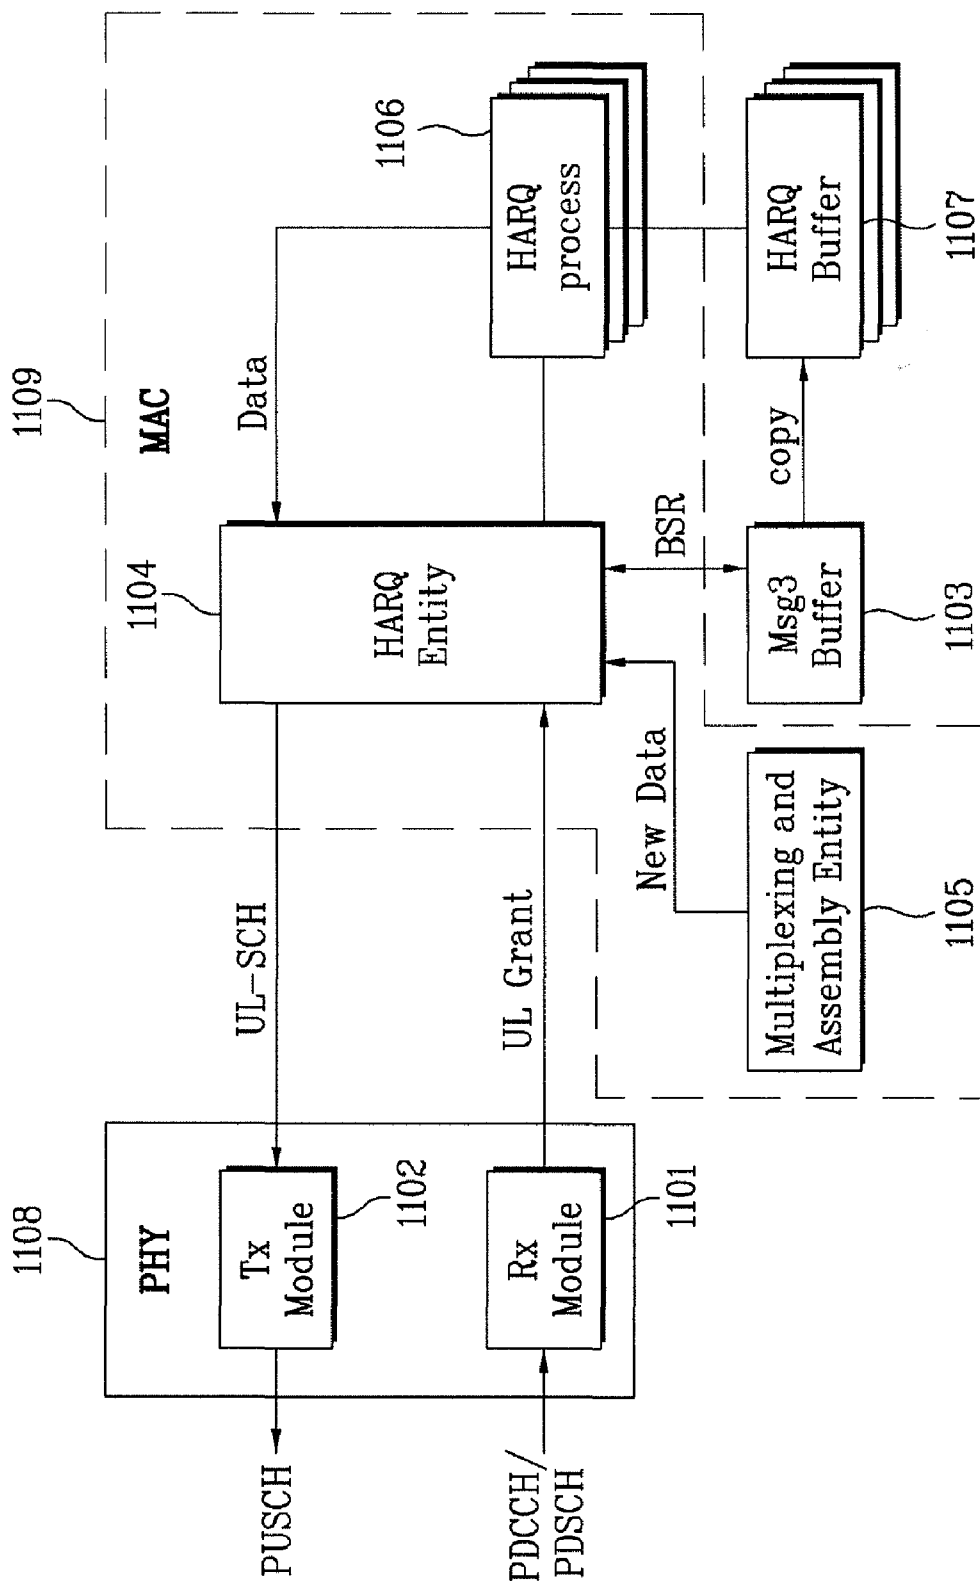 1108
PHY
1109
MAC
PUSCH
Tx
Module
1102
UL-SCH
1104
HARQ
Entity
Data
1106
HARQ
process
PDCCH/
PDSCH
Rx
Module
1101
UL Grant
New Data
BSR
Multiplexing and
Assembly Entity
1105
Msg3
Buffer
1103
copy
HARQ
Buffer
1107